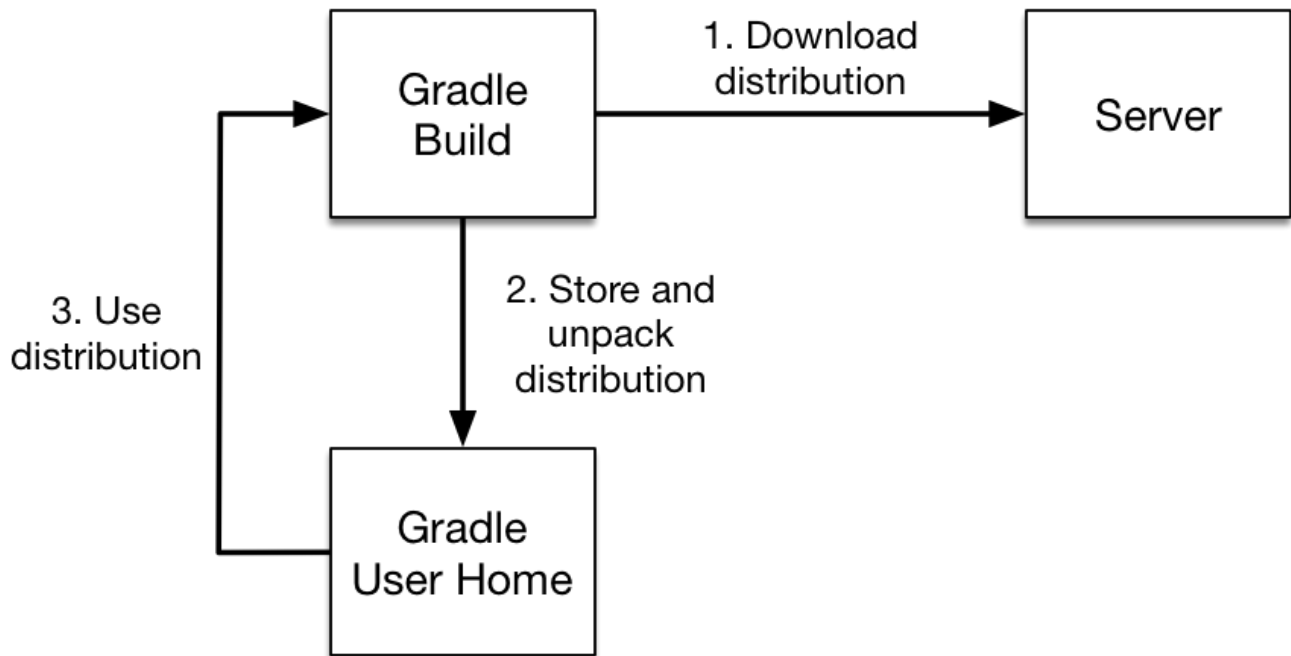 Gradle
Build
1. Download
distribution
Server
2. Store and
unpack
distribution
3. Use
distribution
Gradle
User Home